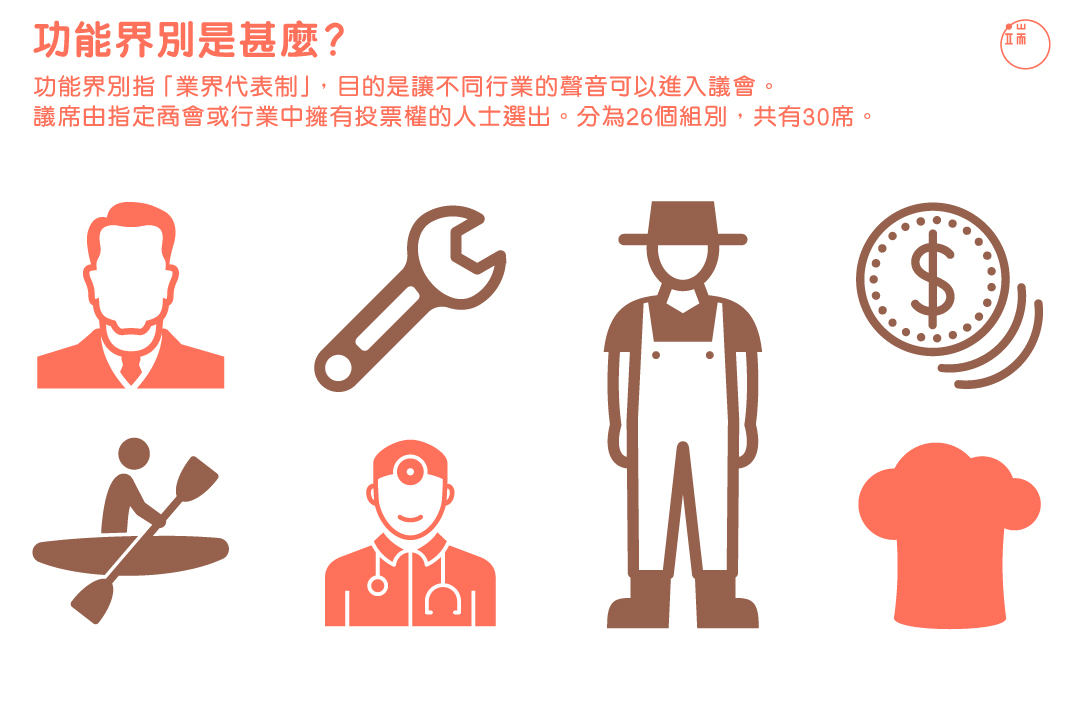 功能界別是甚麼？
功能界別指「業界代表制」，目的是讓不同行業的聲音可以進入議會。
議席由指定商會或行業中擁有投票權的人士選出。分為26個組別，共有30席。
端
$